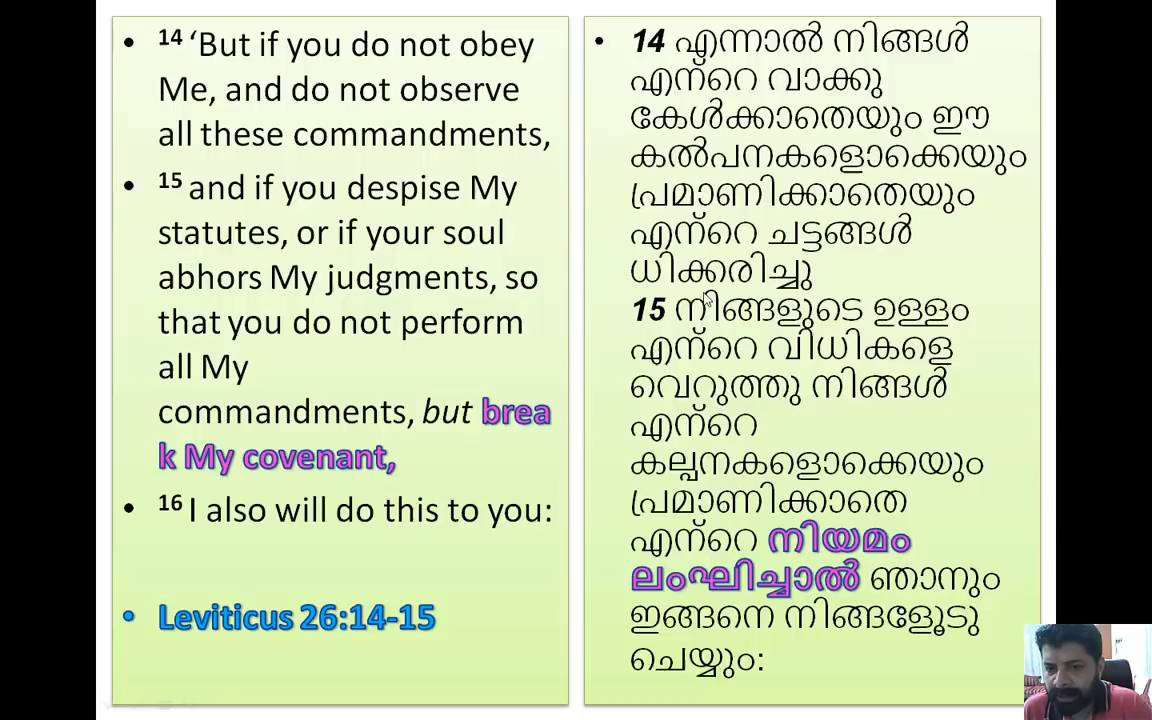 • 14 ‘But if you do not obey
Me, and do not observe
all these commandments,
• 15 and if you despise My
statutes, or if your soul
abhors My judgments, so
that you do not perform
all My
commandments, but brea
k My covenant,
• 16 I also will do this to you:
• Leviticus 26:14-15
• 14 എന്നാൽ നിങ്ങൾ
എന്റെ വാക്കു
കേൾക്കാതെയും ഈ
കൽപനകളൊക്കെയും
പ്രമാണിക്കാതെയും
എന്റെ ചട്ടങ്ങൾ
ധിക്കരിച്ചു
15 നിങ്ങളുടെ ഉള്ളം
എന്റെ വിധികളെ
വെറുത്തു നിങ്ങൾ
എന്റെ
കല്പനകളൊക്കെയും
പ്രമാണിക്കാതെ
എന്റെ നിയമം
ലംഘിച്ചാൽ ഞാനും
ഇങ്ങനെ നിങ്ങളോടു
ചെയ്യും: